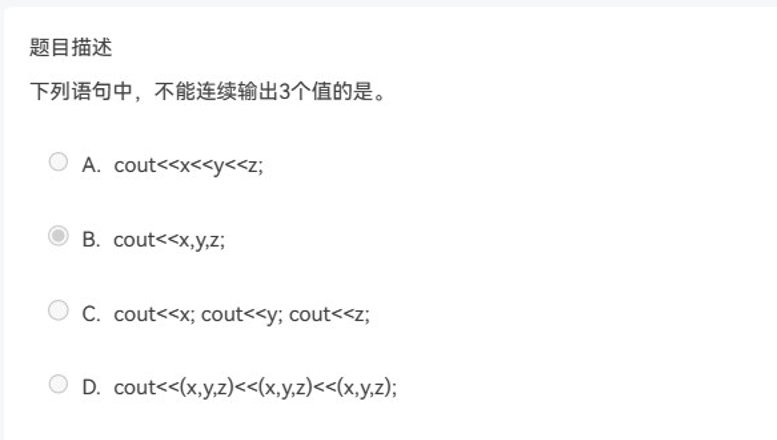 题目描述
下列语句中，不能连续输出3个值的是。
A. cout<<x<<y<<z;
B. cout<<x,y,z;
C. cout<<x; cout<<y; cout<<z;
D. cout<<(x,y,z)<<(x,y,z)<<(x,y,z);